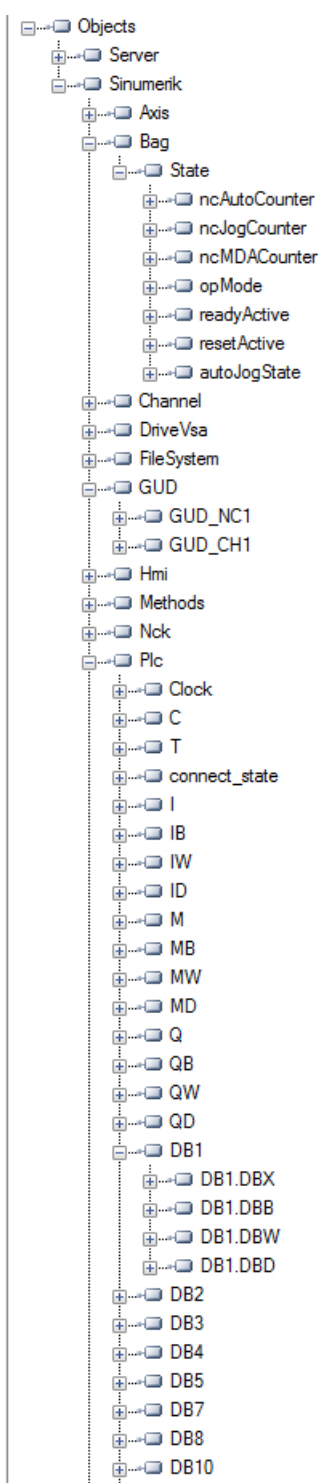 Objects
Server
Sinumerik
Axis
Bag
State
ncAutoCounter
ncJogCounter
ncMDACounter
opMode
readyActive
resetActive
autoJogState
Channel
DriveVsa
FileSystem
GUD
GUD_NC1
GUD_CH1
Hmi
Methods
Nck
Plc
Clock
C
T
connect_state
I
IB
IW
ID
M
MB
MW
MD
Q
QB
QW
QD
DB1
DB1.DBX
DB1.DBB
DB1.DBW
DB1.DBD
DB2
DB3
DB4
DB5
DB7
DB8
DB10